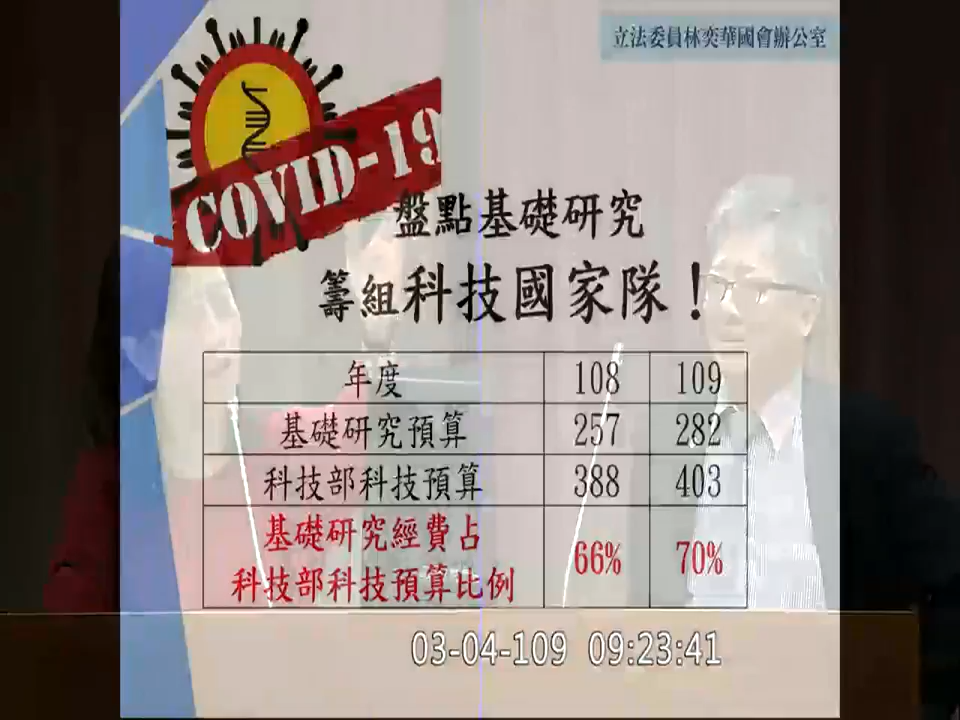 立法委員林奕華國會辦公室
COVID-19
盤點基礎研究
籌組科技國家隊！
年度 108 109
基礎研究預算 257 282
科技部科技預算 388 403
基礎研究經費占
科技部科技預算比例 66% 70%
03-04-109 09:23:41